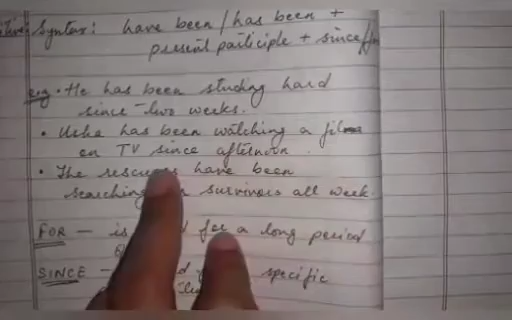 Syntax: have been/has been +
present participle + since/for
e.g. • He has been studing hard
since two weeks.
• Usha has been watching a film
on TV since afternoon.
• The rescuers have been
searching survivors all week.
FOR — is for a long period
SINCE — specific